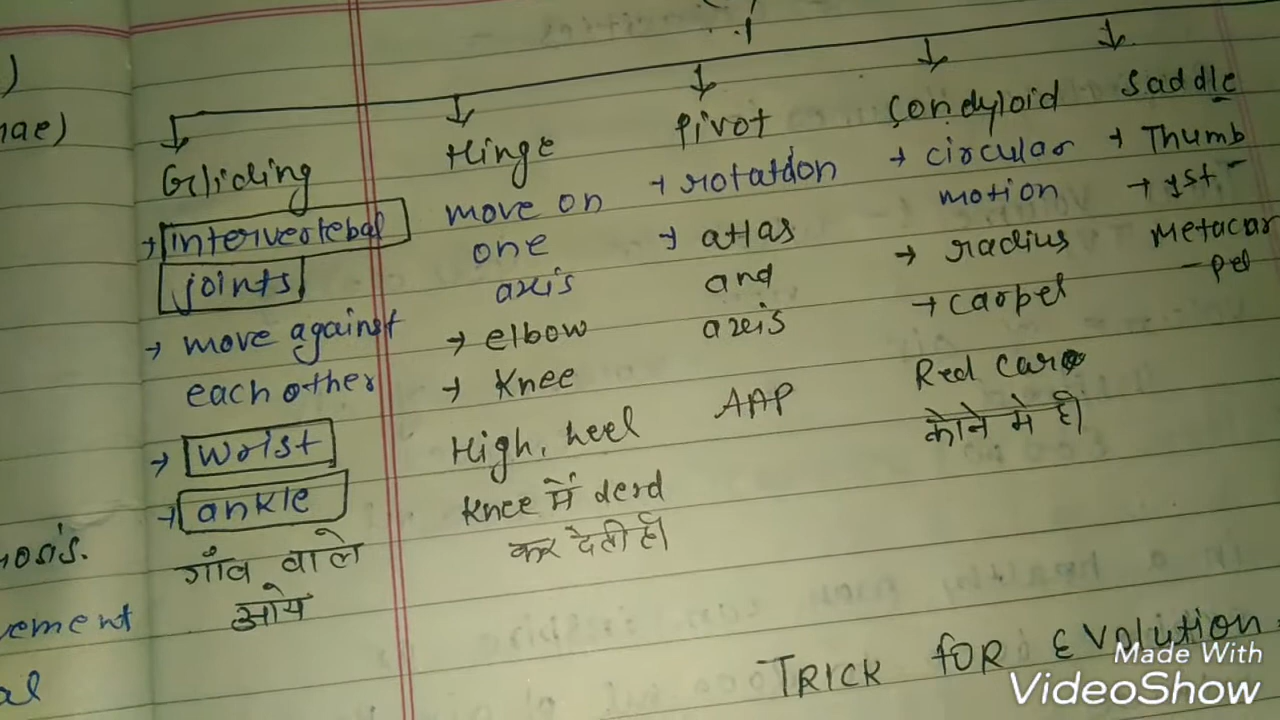 )
nae)
Gliding
→ intervertebal
joints
→ move against
each other
→ wrist
→ ankle
गाँव वाले
आये
Hinge
move on
one
axis
→ elbow
→ Knee
High, heel
Knee में derd
कर देती है।
Pivot
→ rotation
→ atlas
and
axis
AAP
Condyloid
→ circular
motion
→ radius
→ carpel
Red car
कोने मे है।
Saddle
→ Thumb
→ 1st
Metacar
-pel
osis.
vement
al
TRICK FOR EVOLUTION
Made With
VideoShow